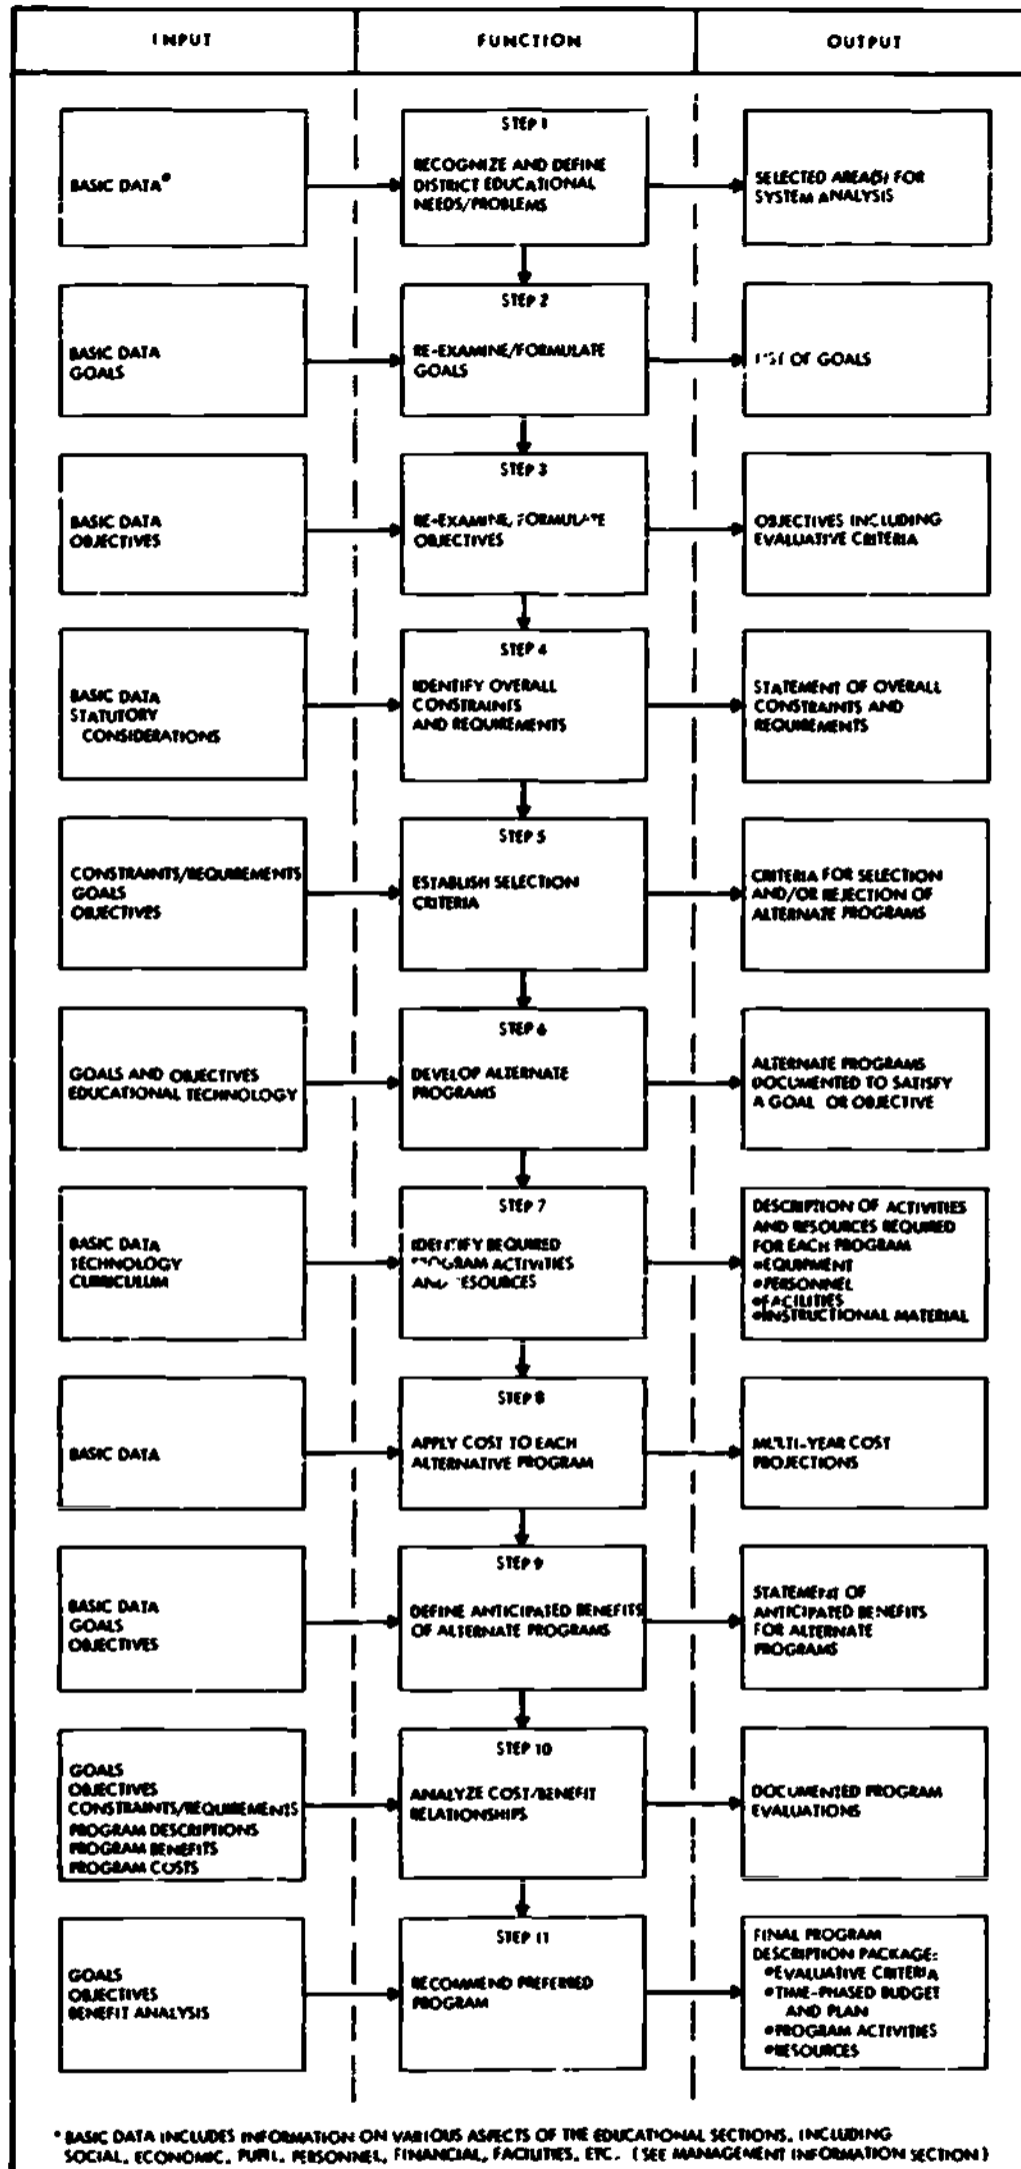 INPUT
FUNCTION
OUTPUT
BASIC DATA*
STEP 1
RECOGNIZE AND DEFINE
DISTRICT EDUCATIONAL
NEEDS/PROBLEMS
SELECTED AREA(S) FOR
SYSTEM ANALYSIS
BASIC DATA
GOALS
STEP 2
RE-EXAMINE/FORMULATE
GOALS
OF GOALS
BASIC DATA
OBJECTIVES
STEP 3
RE-EXAMINE, FORMULATE
OBJECTIVES
OBJECTIVES INCLUDING
EVALUATIVE CRITERIA
BASIC DATA
STATUTORY
CONSIDERATIONS
STEP 4
IDENTIFY OVERALL
CONSTRAINTS
AND REQUIREMENTS
STATEMENT OF OVERALL
CONSTRAINTS AND
REQUIREMENTS
CONSTRAINTS/REQUIREMENTS
GOALS
OBJECTIVES
STEP 5
ESTABLISH SELECTION
CRITERIA
CRITERIA FOR SELECTION
AND/OR REJECTION OF
ALTERNATE PROGRAMS
GOALS AND OBJECTIVES
EDUCATIONAL TECHNOLOGY
STEP 6
DEVELOP ALTERNATE
PROGRAMS
ALTERNATE PROGRAMS
DOCUMENTED TO SATISFY
A GOAL OR OBJECTIVE
BASIC DATA
TECHNOLOGY
CURRICULUM
STEP 7
IDENTIFY REQUIRED
PROGRAM ACTIVITIES
AND RESOURCES
DESCRIPTION OF ACTIVITIES
AND RESOURCES REQUIRED
FOR EACH PROGRAM
•EQUIPMENT
•PERSONNEL
•FACILITIES
•INSTRUCTIONAL MATERIAL
BASIC DATA
STEP 8
APPLY COST TO EACH
ALTERNATIVE PROGRAM
MULTI-YEAR COST
PROJECTIONS
BASIC DATA
GOALS
OBJECTIVES
STEP 9
DEFINE ANTICIPATED BENEFITS
OF ALTERNATE PROGRAMS
STATEMENT OF
ANTICIPATED BENEFITS
FOR ALTERNATE
PROGRAMS
GOALS
OBJECTIVES
CONSTRAINTS/REQUIREMENTS
PROGRAM DESCRIPTIONS
PROGRAM BENEFITS
PROGRAM COSTS
STEP 10
ANALYZE COST/BENEFIT
RELATIONSHIPS
DOCUMENTED PROGRAM
EVALUATIONS
GOALS
OBJECTIVES
BENEFIT ANALYSIS
STEP 11
RECOMMEND PREFERRED
PROGRAM
FINAL PROGRAM
DESCRIPTION PACKAGE:
•EVALUATIVE CRITERIA
•TIME-PHASED BUDGET
AND PLAN
•PROGRAM ACTIVITIES
•RESOURCES
* BASIC DATA INCLUDES INFORMATION ON VARIOUS ASPECTS OF THE EDUCATIONAL SECTIONS, INCLUDING
SOCIAL, ECONOMIC, PUPIL, PERSONNEL, FINANCIAL, FACILITIES, ETC. (SEE MANAGEMENT INFORMATION SECTION)